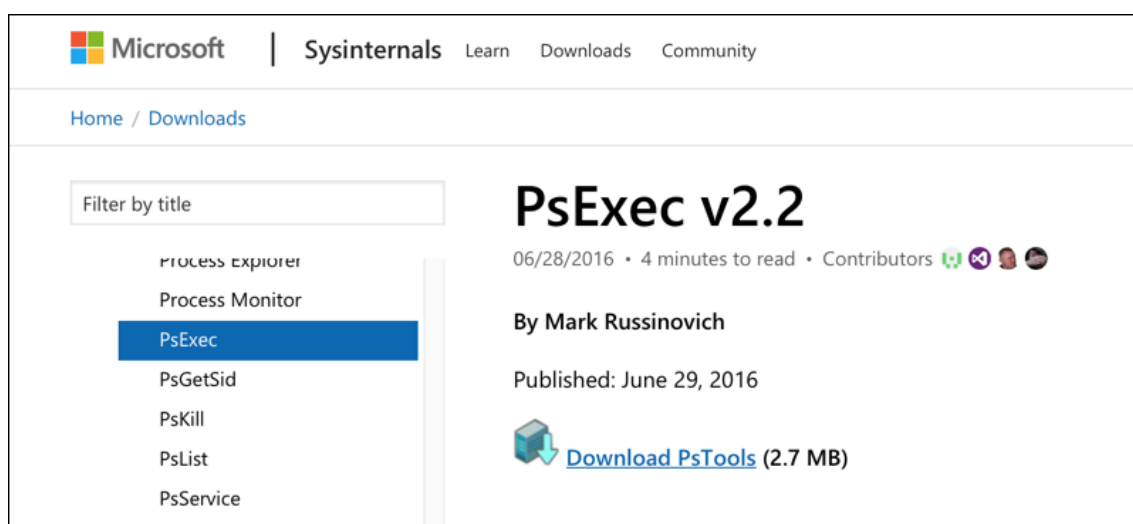 Microsoft | Sysinternals Learn Downloads Community
Home / Downloads
Filter by title
Process Explorer
Process Monitor
PsExec
PsGetSid
PsKill
PsList
PsService
PsExec v2.2
06/28/2016 • 4 minutes to read • Contributors
By Mark Russinovich
Published: June 29, 2016
Download PsTools (2.7 MB)